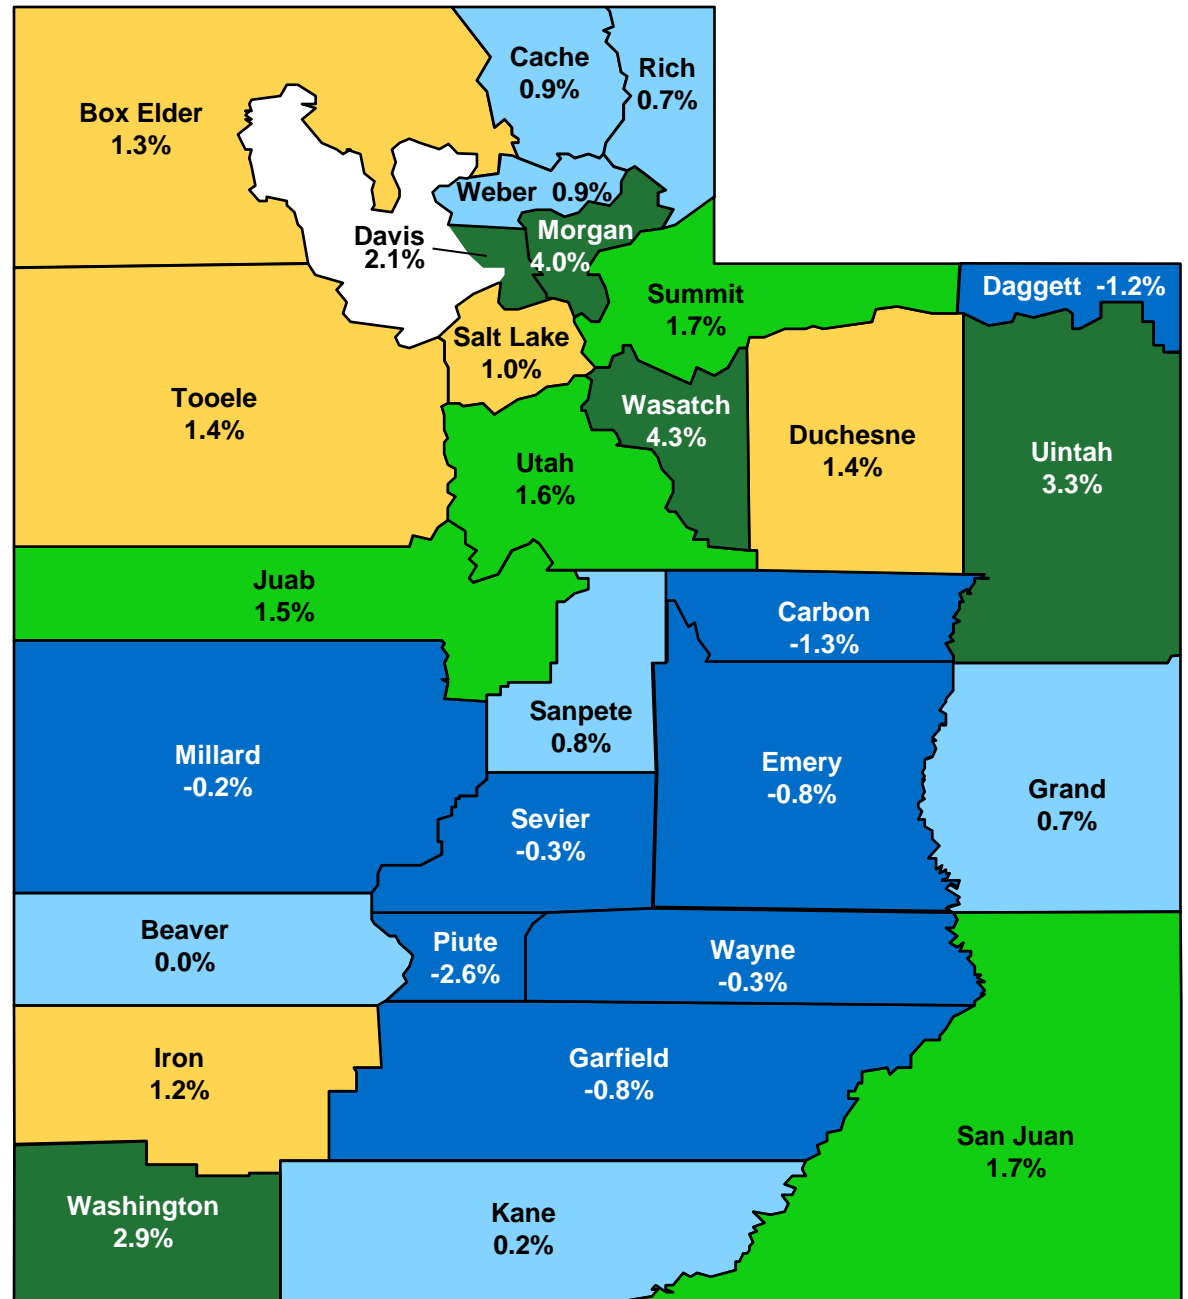 Cache
0.9%
Rich
0.7%
Box Elder
1.3%
Weber 0.9%
Davis
2.1%
Morgan
4.0%
Summit
1.7%
Daggett -1.2%
Salt Lake
1.0%
Tooele
1.4%
Wasatch
4.3%
Duchesne
1.4%
Uintah
3.3%
Utah
1.6%
Juab
1.5%
Carbon
-1.3%
Sanpete
0.8%
Millard
-0.2%
Emery
-0.8%
Grand
0.7%
Sevier
-0.3%
Beaver
0.0%
Piute
-2.6%
Wayne
-0.3%
Iron
1.2%
Garfield
-0.8%
San Juan
1.7%
Washington
2.9%
Kane
0.2%